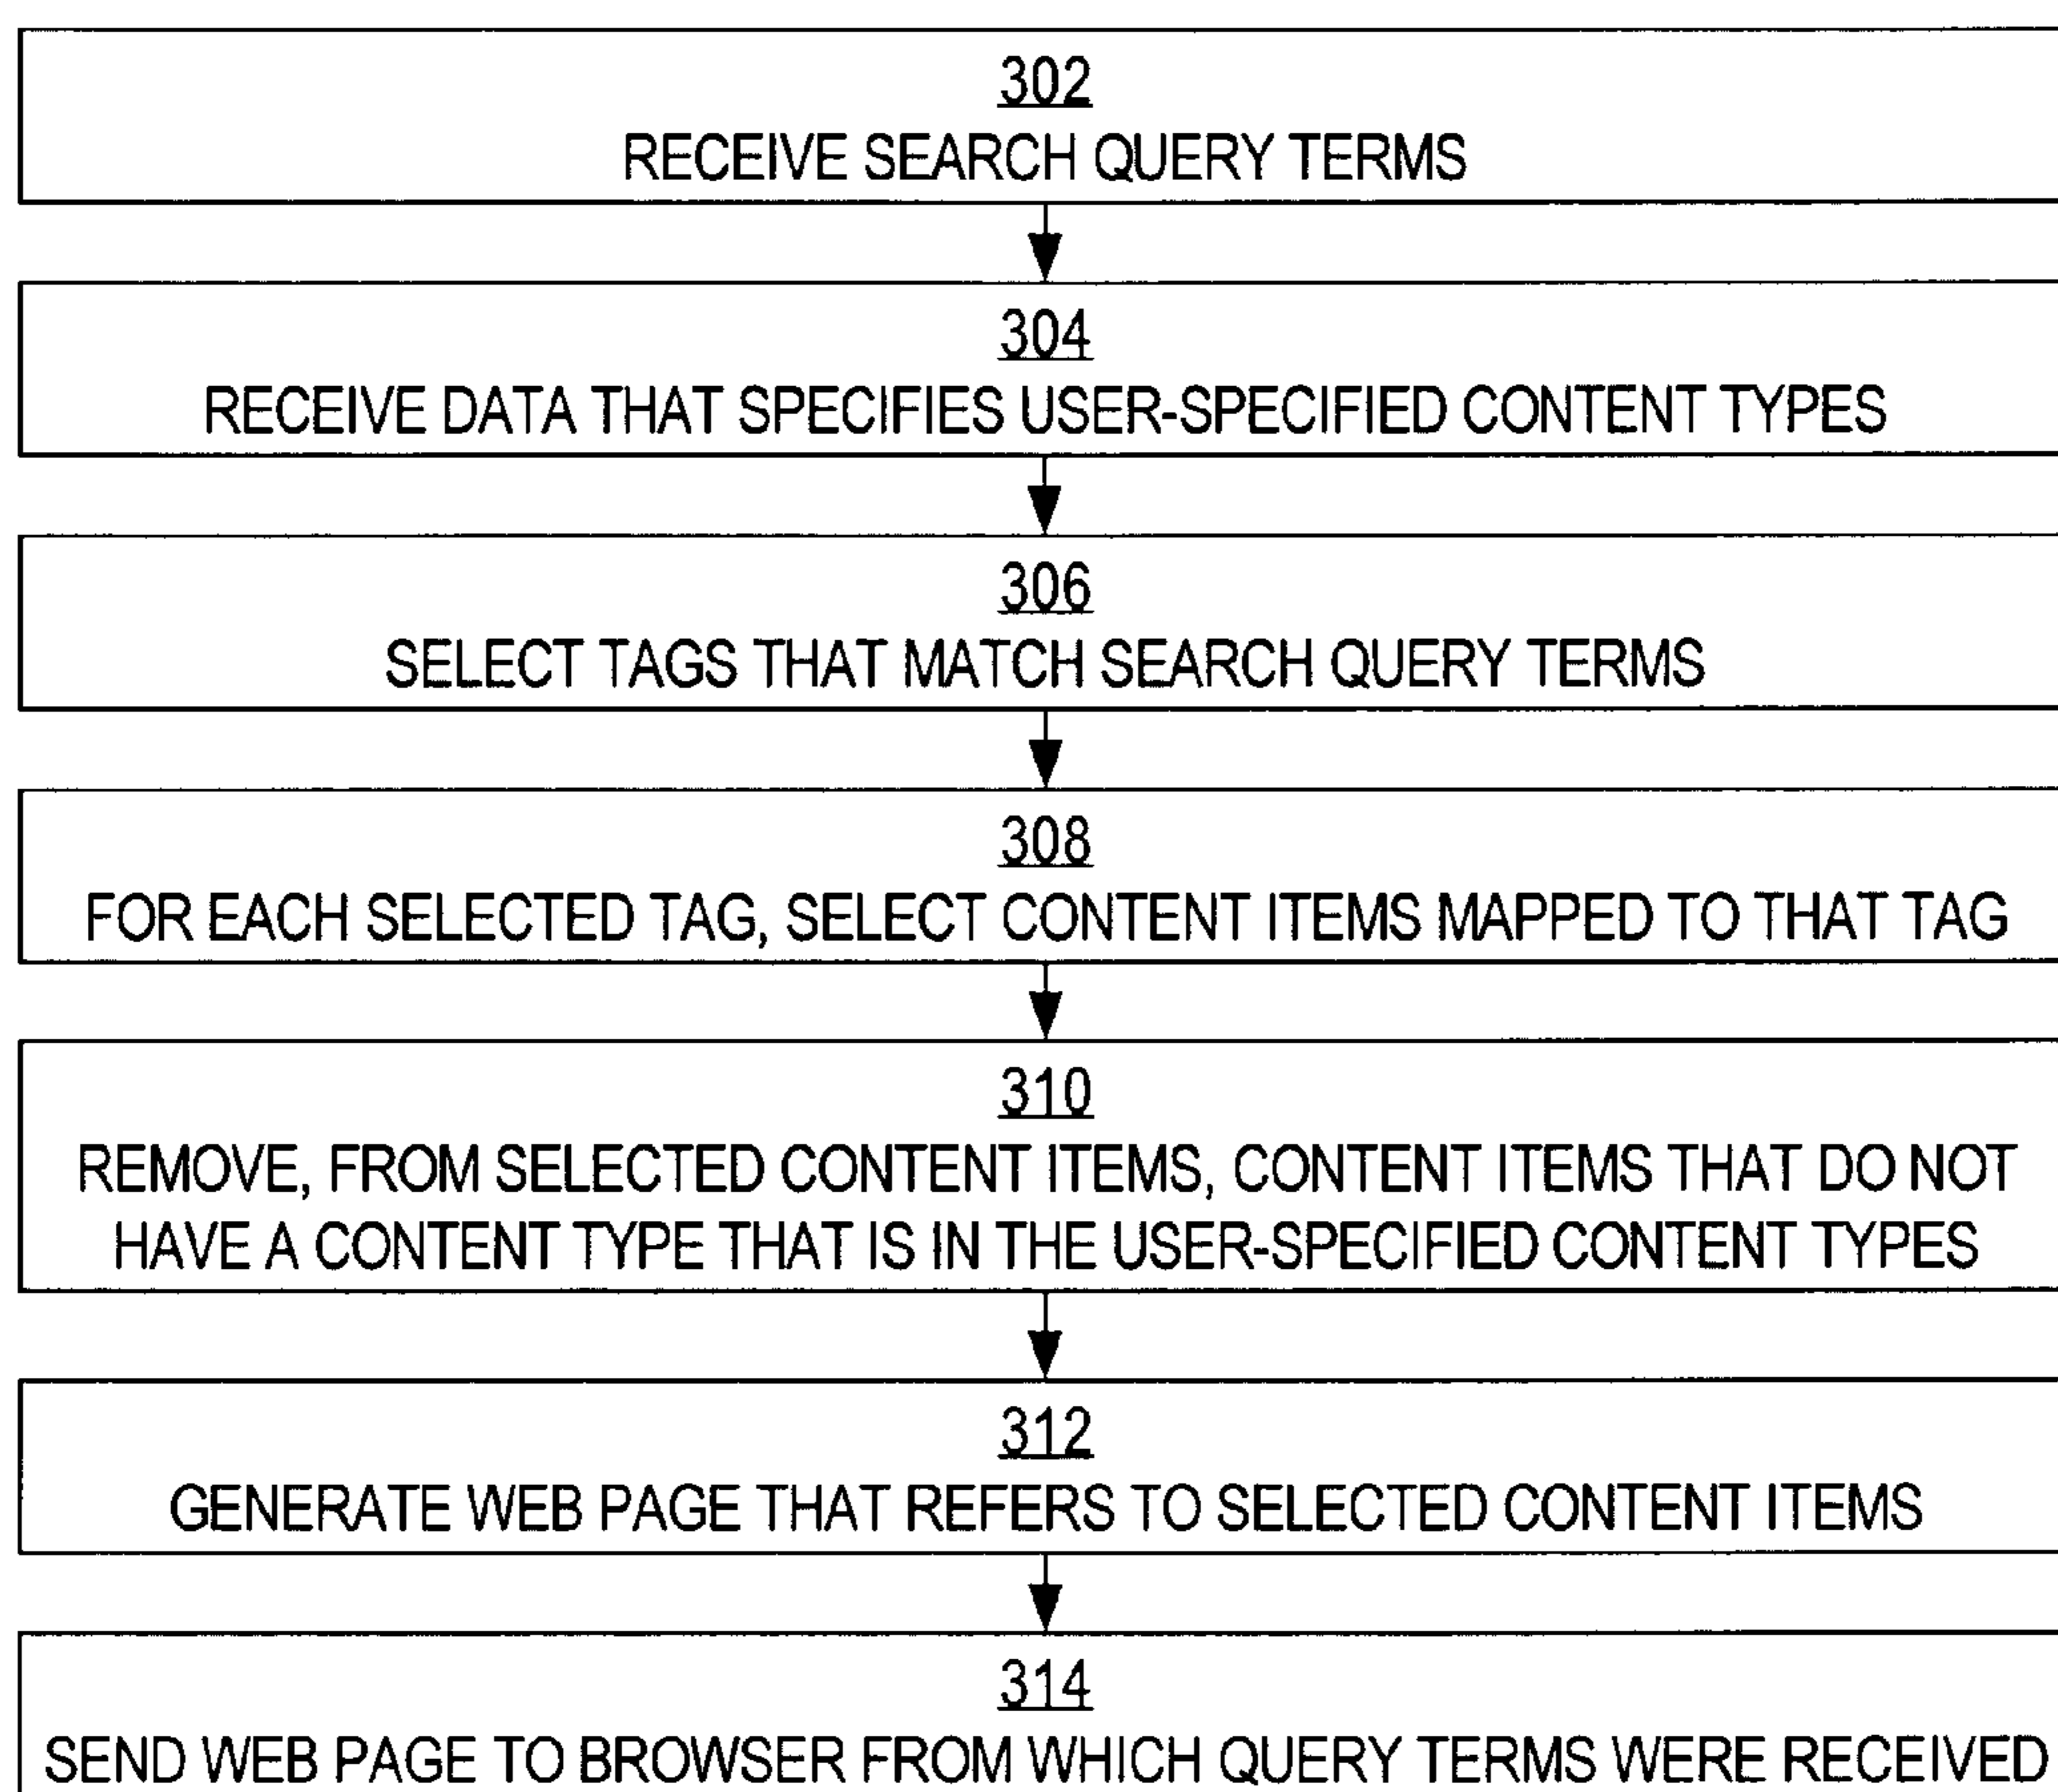 302
RECEIVE SEARCH QUERY TERMS
304
RECEIVE DATA THAT SPECIFIES USER-SPECIFIED CONTENT TYPES
306
SELECT TAGS THAT MATCH SEARCH QUERY TERMS
308
FOR EACH SELECTED TAG, SELECT CONTENT ITEMS MAPPED TO THAT TAG
310
REMOVE, FROM SELECTED CONTENT ITEMS, CONTENT ITEMS THAT DO NOT
HAVE A CONTENT TYPE THAT IS IN THE USER-SPECIFIED CONTENT TYPES
312
GENERATE WEB PAGE THAT REFERS TO SELECTED CONTENT ITEMS
314
SEND WEB PAGE TO BROWSER FROM WHICH QUERY TERMS WERE RECEIVED